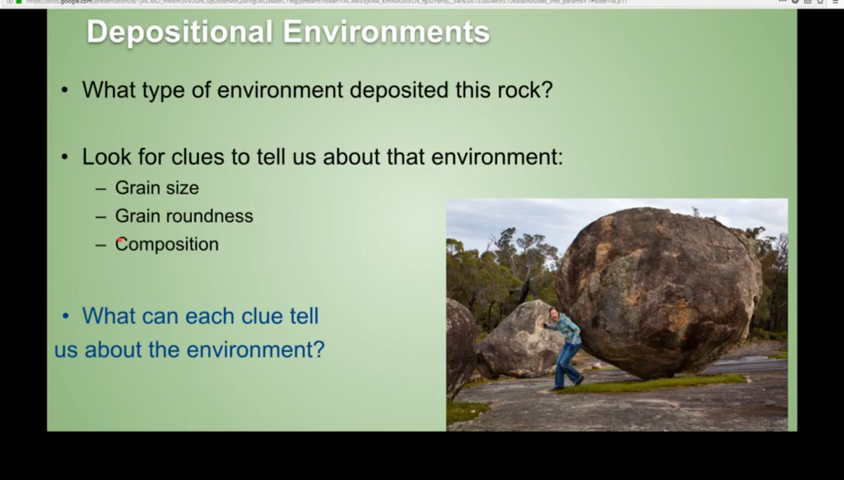 Depositional Environments
• What type of environment deposited this rock?
• Look for clues to tell us about that environment:
– Grain size
– Grain roundness
– Composition
• What can each clue tell
us about the environment?